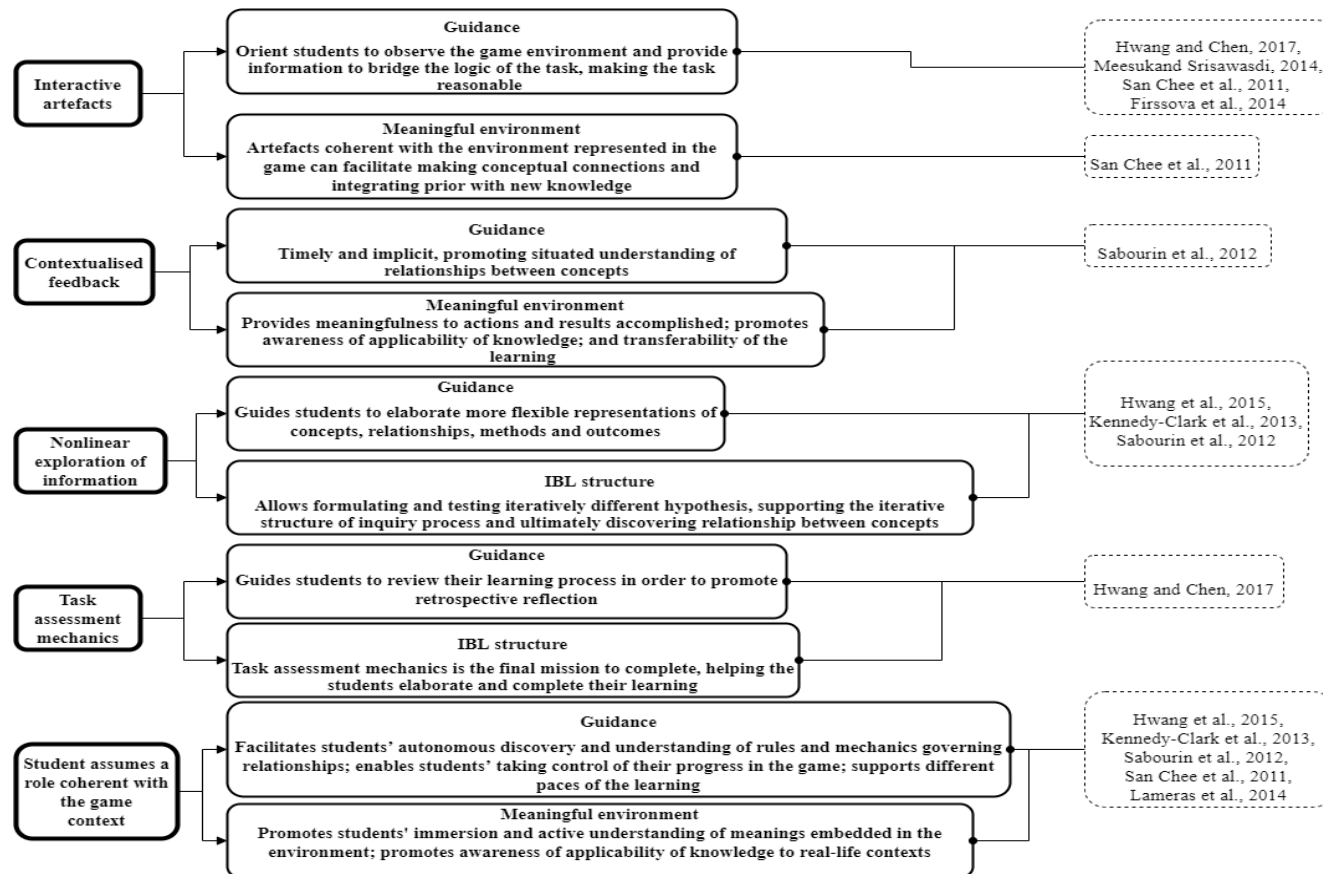 Interactive
artefacts
Guidance
Orient students to observe the game environment and provide
information to bridge the logic of the task, making the task
reasonable
Hwang and Chen, 2017,
Meesukand Srisawasdi, 2014,
San Chee et al., 2011,
Firssova et al., 2014
Meaningful environment
Artefacts coherent with the environment represented in the
game can facilitate making conceptual connections and
integrating prior with new knowledge
San Chee et al., 2011
Contextualised
feedback
Guidance
Timely and implicit, promoting situated understanding of
relationships between concepts
Meaningful environment
Provides meaningfulness to actions and results accomplished; promotes
awareness of applicability of knowledge; and transferability of the
learning
Sabourin et al., 2012
Nonlinear
exploration of
information
Guidance
Guides students to elaborate more flexible representations of
concepts, relationships, methods and outcomes
IBL structure
Allows formulating and testing iteratively different hypothesis, supporting the iterative
structure of inquiry process and ultimately discovering relationship between concepts
Hwang et al., 2015,
Kennedy-Clark et al., 2013,
Sabourin et al., 2012
Task
assessment
mechanics
Guidance
Guides students to review their learning process in order to promote
retrospective reflection
IBL structure
Task assessment mechanics is the final mission to complete, helping the
students elaborate and complete their learning
Hwang and Chen, 2017
Student assumes a
role coherent with
the game
context
Guidance
Facilitates students’ autonomous discovery and understanding of rules and mechanics governing
relationships; enables students’ taking control of their progress in the game; supports different
paces of the learning
Meaningful environment
Promotes students' immersion and active understanding of meanings embedded in the
environment; promotes awareness of applicability of knowledge to real-life contexts
Hwang et al., 2015,
Kennedy-Clark et al., 2013,
Sabourin et al., 2012,
San Chee et al., 2011,
Lameras et al., 2014